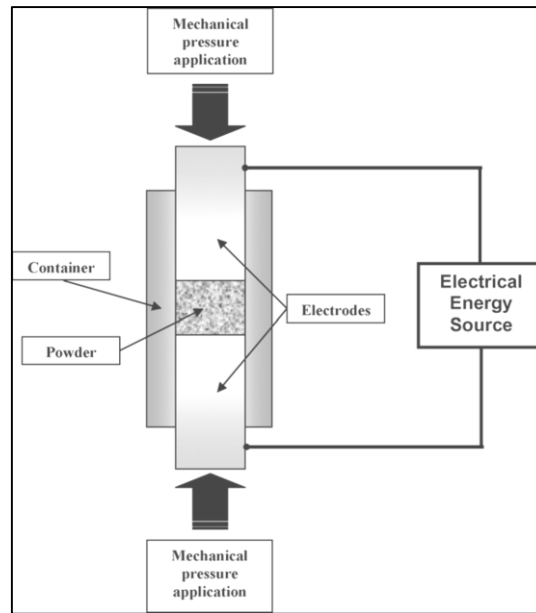 Mechanical
pressure
application
Container
Powder
Electrodes
Electrical
Energy
Source
Mechanical
pressure
application